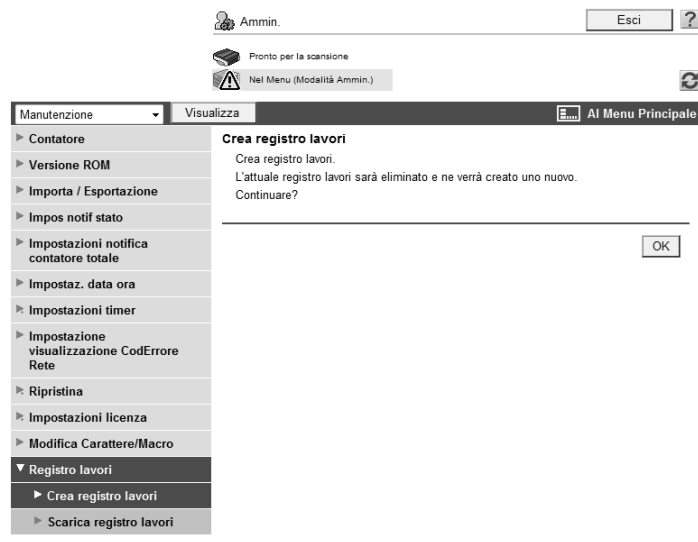 Ammin.
Esci
?
Pronto per la scansione
Nel Menu (Modalità Ammin.)
Manutenzione
Visualizza
Al Menu Principale
Contatore
Versione ROM
Importa / Esportazione
Impos notif stato
Impostazioni notifica
contatore totale
Impostaz. data ora
Impostazioni timer
Impostazione
visualizzazione CodErrore
Rete
Ripristina
Impostazioni licenza
Modifica Carattere/Macro
Registro lavori
Crea registro lavori
Scarica registro lavori
Crea registro lavori
Crea registro lavori.
L'attuale registro lavori sarà eliminato e ne verrà creato uno nuovo.
Continuare?
OK